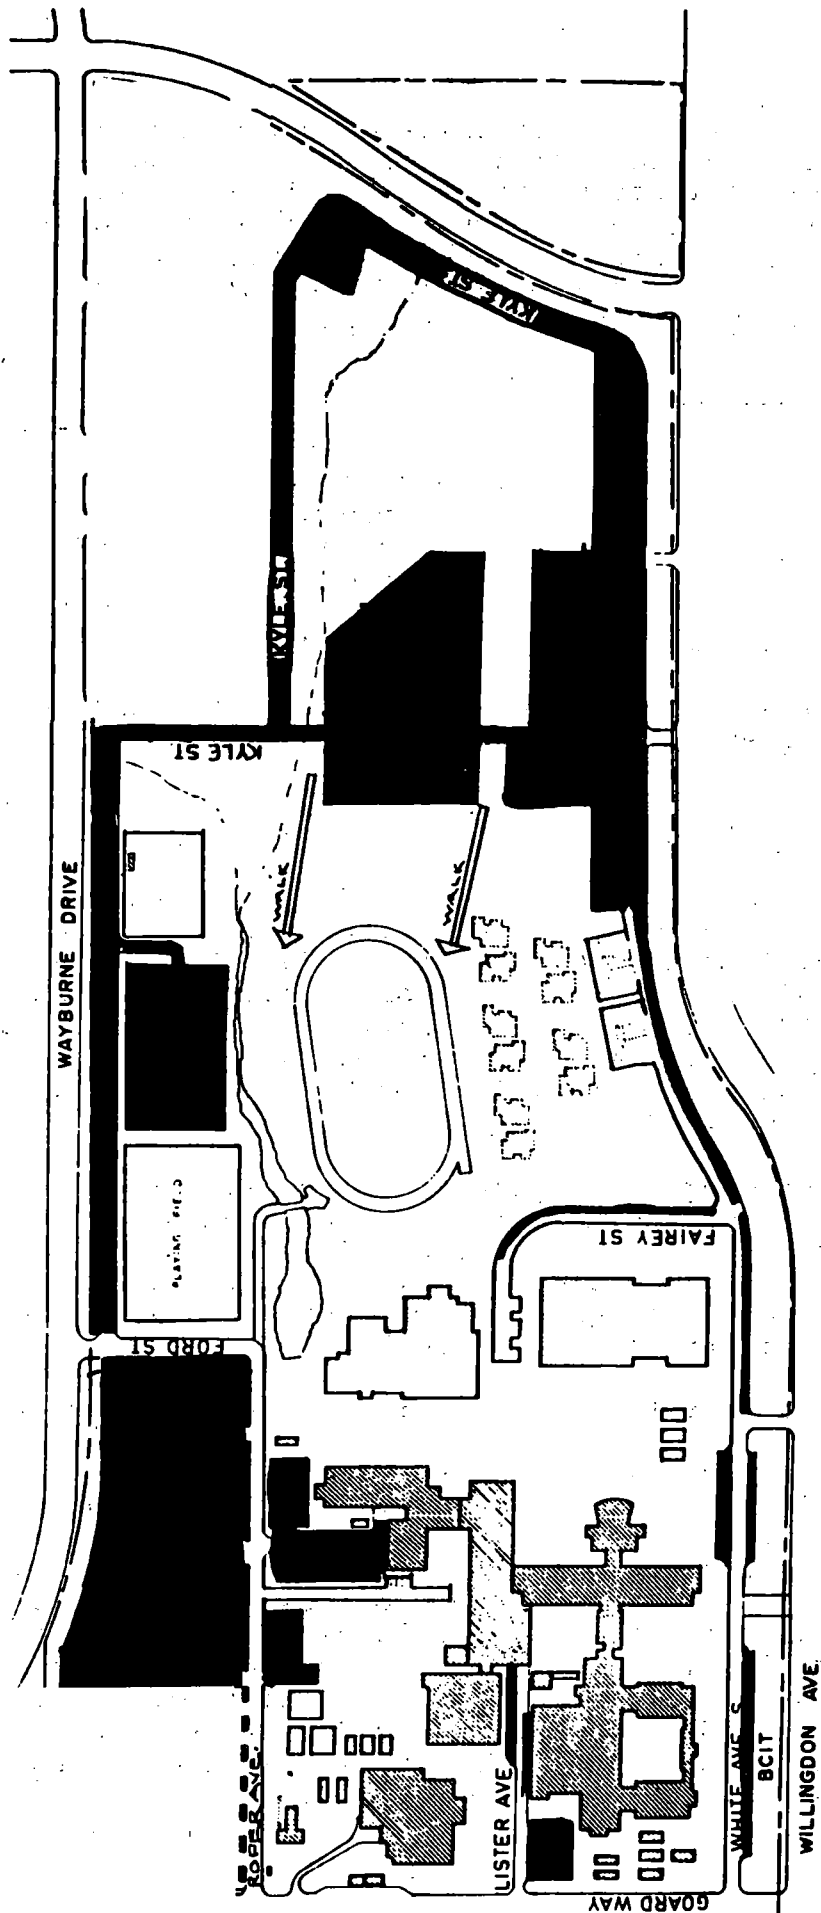 KYLE ST.
KYLE ST.
KYLE ST
WALK
WALK
WAYBURNE DRIVE
PLAYING FIELD
FAIREY ST
FORD ST
ROPER AVE.
LISTER AVE
WHITE AVE S
BCIT
WILLINGDON AVE
GOARD WAY